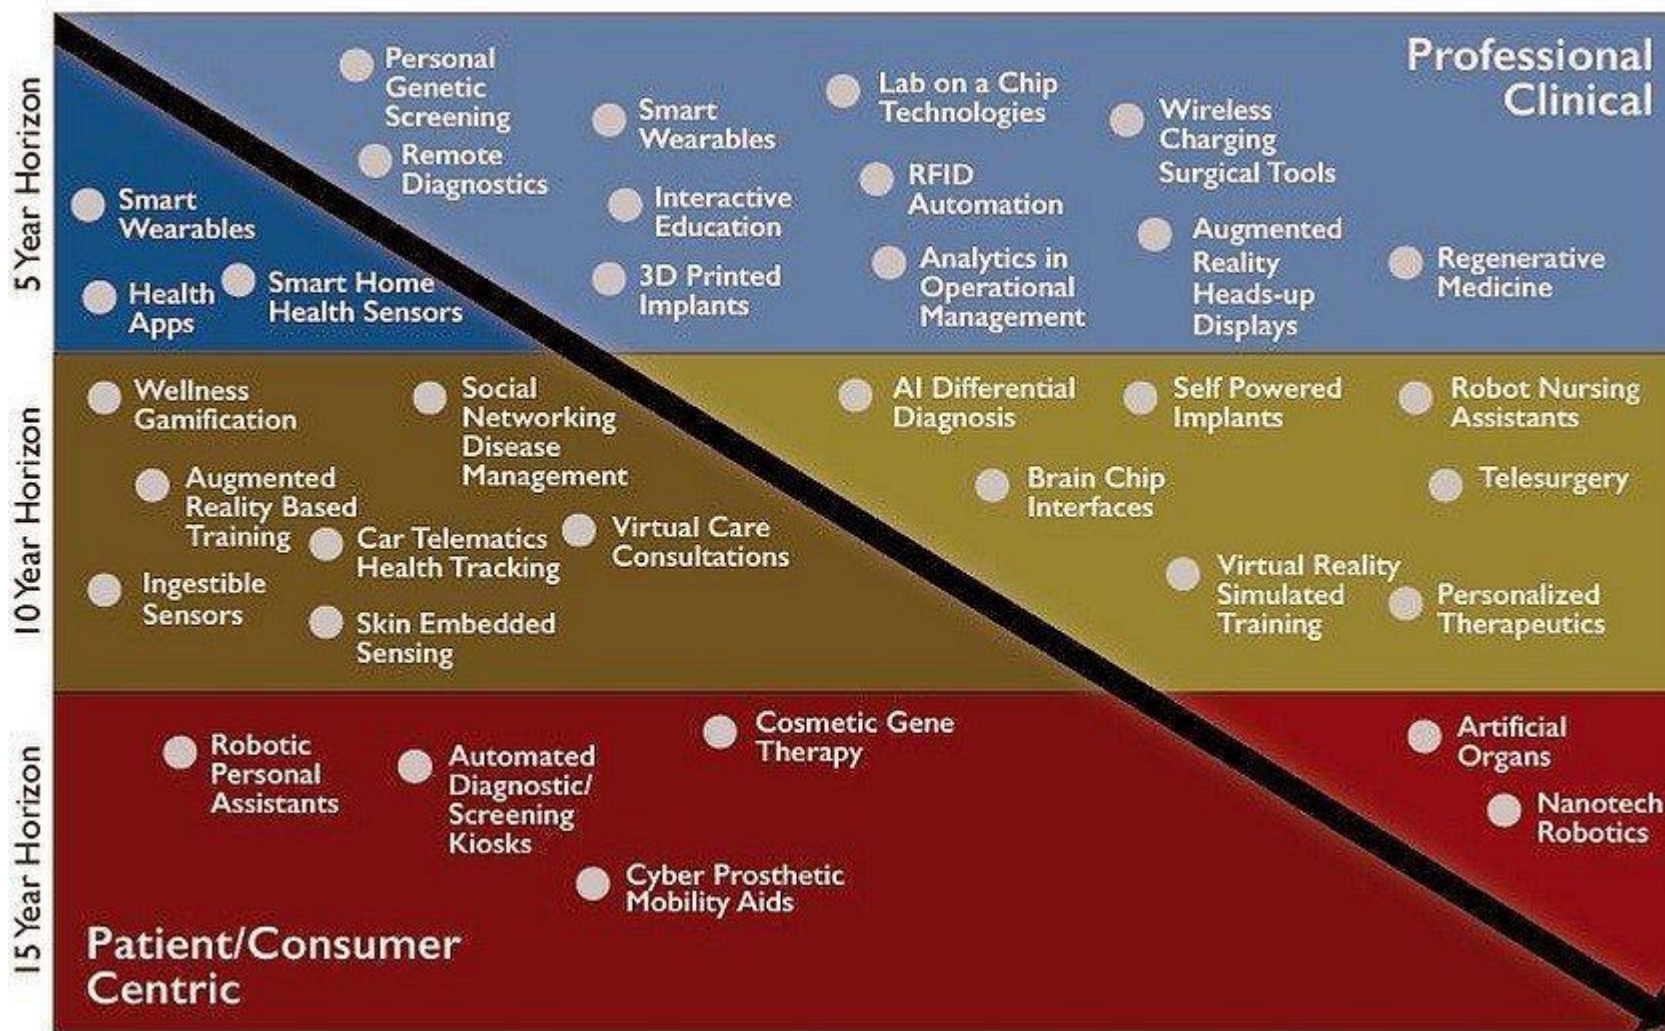 5 Year Horizon
Professional
Clinical
Personal
Genetic
Screening
Remote
Diagnostics
Smart
Wearables
Interactive
Education
3D Printed
Implants
Lab on a Chip
Technologies
RFID
Automation
Analytics in
Operational
Management
Wireless
Charging
Surgical Tools
Augmented
Reality
Heads-up
Displays
Regenerative
Medicine
Smart
Wearables
Health
Apps
Smart Home
Health Sensors
10 Year Horizon
Wellness
Gamification
Social
Networking
Disease
Management
Augmented
Reality Based
Training
Car Telematics
Health Tracking
Virtual Care
Consultations
Ingestible
Sensors
Skin Embedded
Sensing
AI Differential
Diagnosis
Self Powered
Implants
Robot Nursing
Assistants
Brain Chip
Interfaces
Telesurgery
Virtual Reality
Simulated
Training
Personalized
Therapeutics
15 Year Horizon
Robotic
Personal
Assistants
Automated
Diagnostic/
Screening
Kiosks
Cosmetic Gene
Therapy
Cyber Prosthetic
Mobility Aids
Artificial
Organs
Nanotech
Robotics
Patient/Consumer
Centric